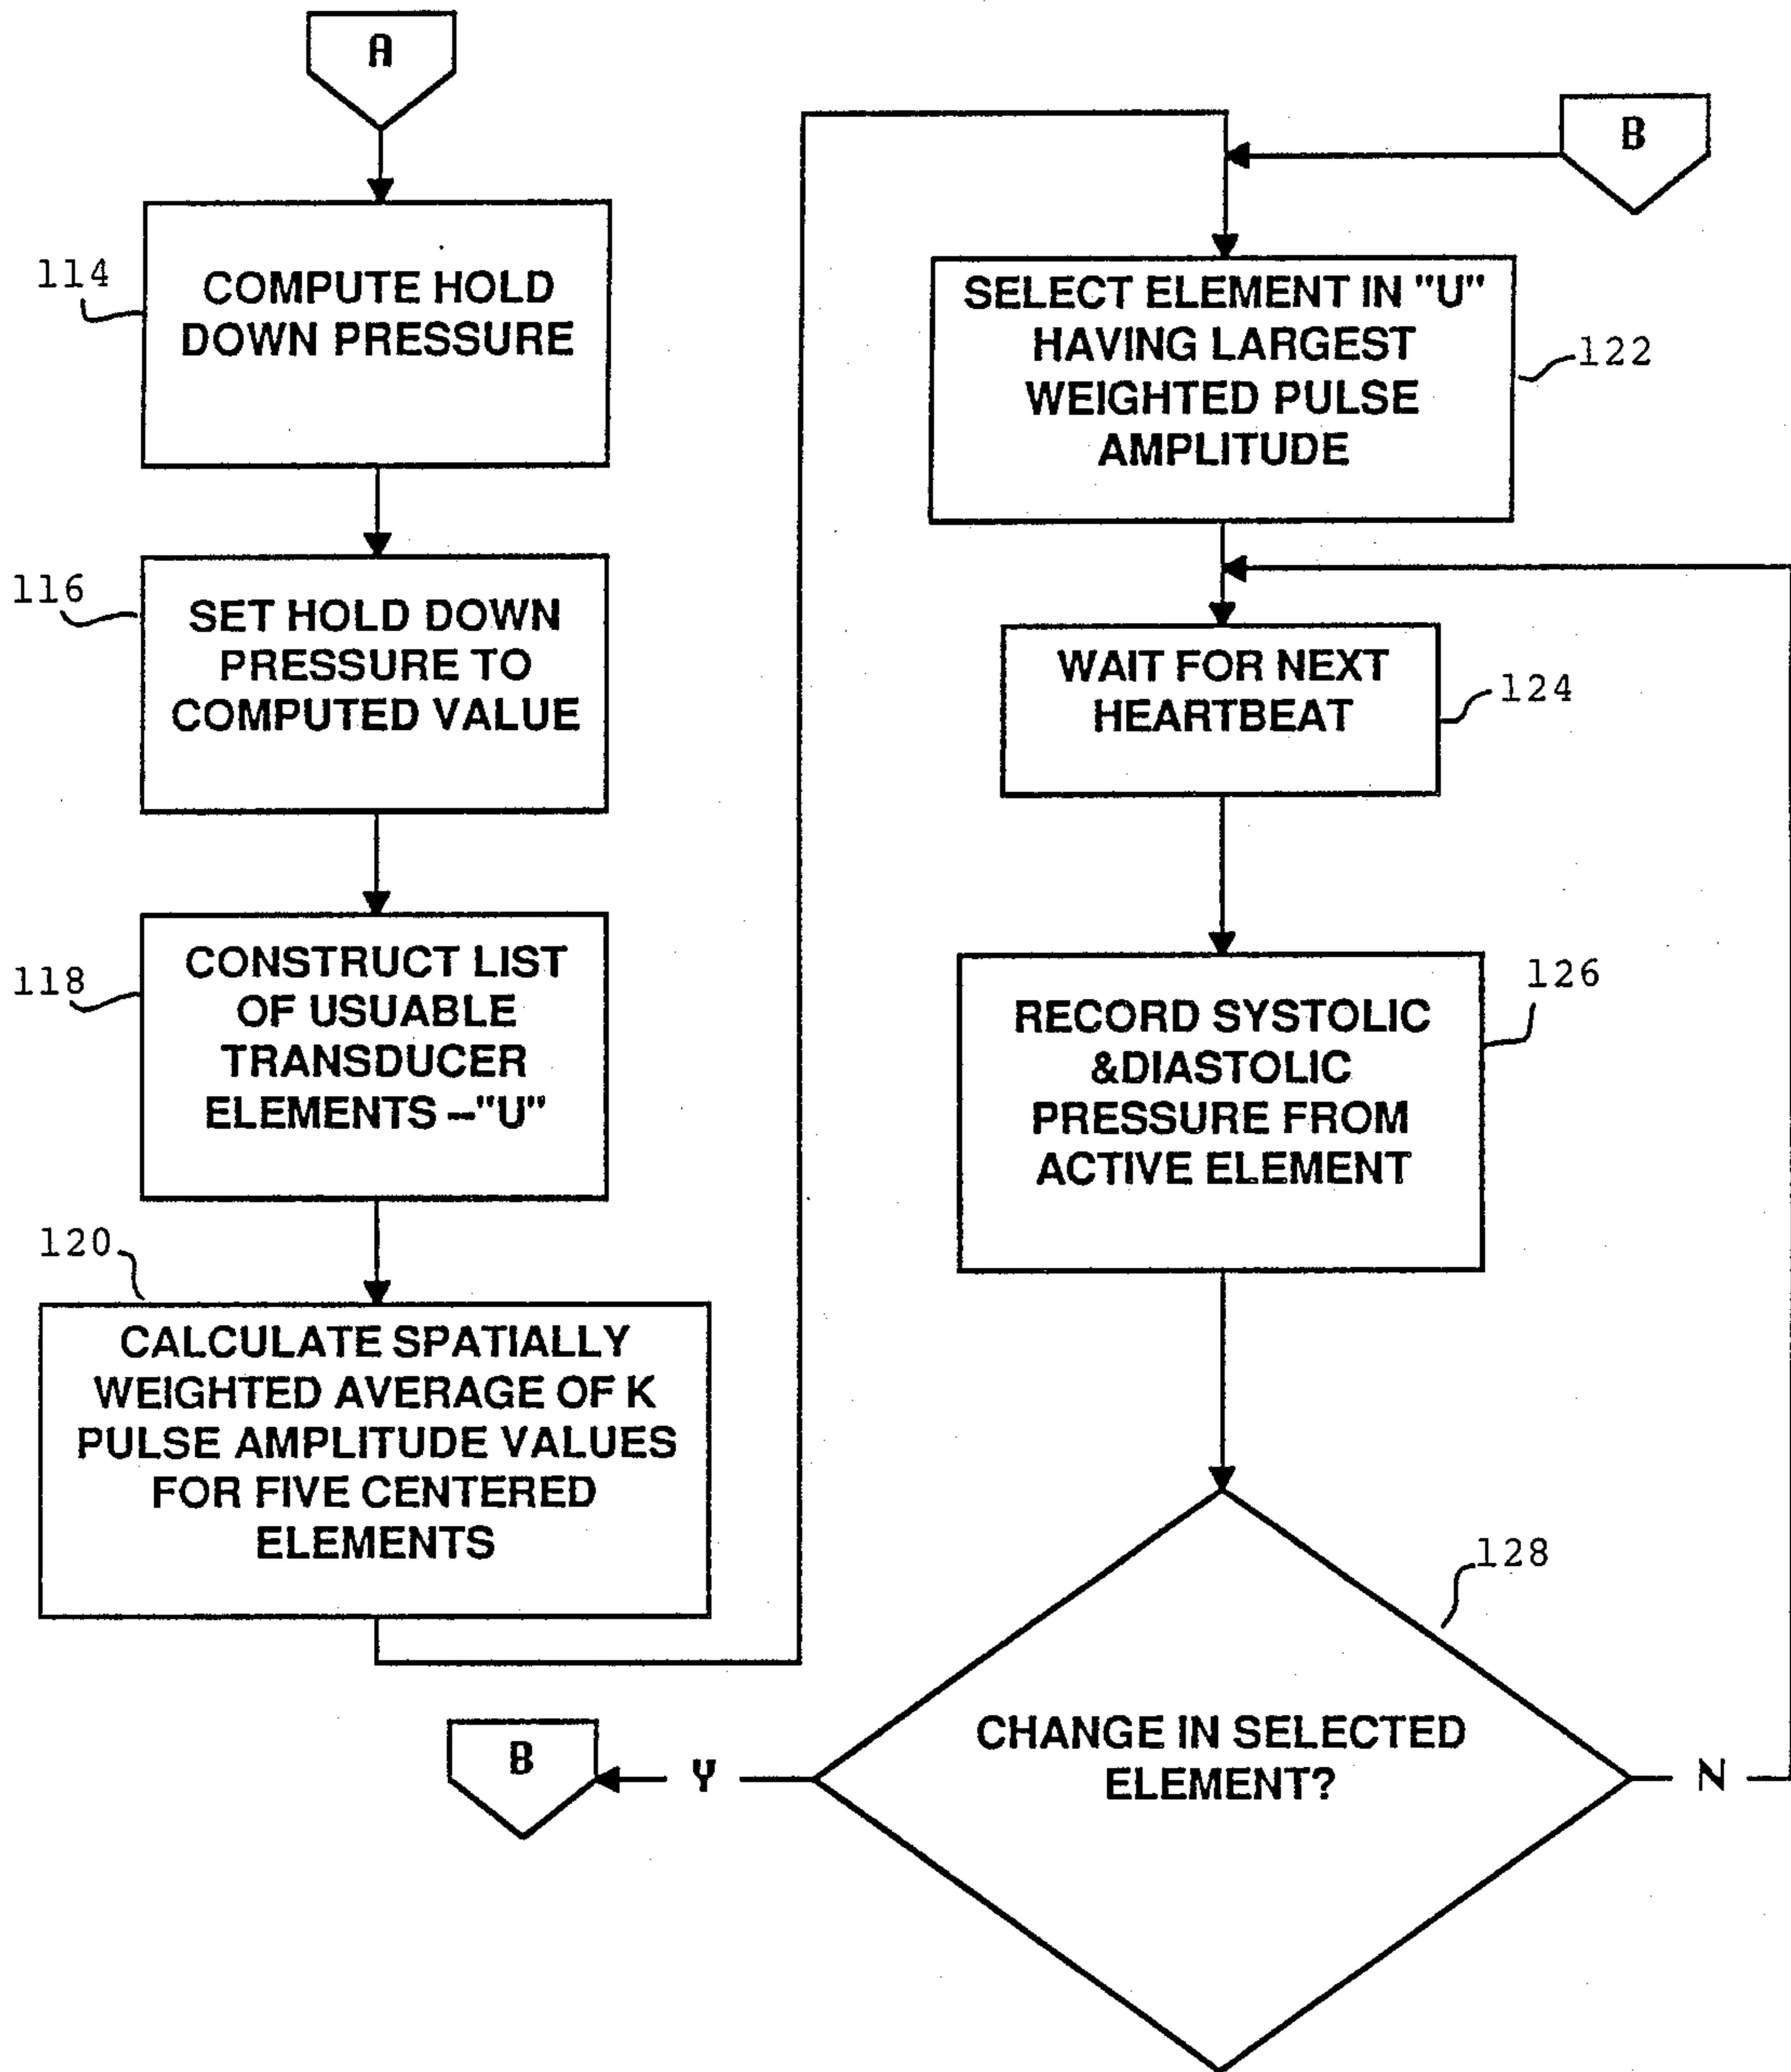 A
114
COMPUTE HOLD
DOWN PRESSURE
116
SET HOLD DOWN
PRESSURE TO
COMPUTED VALUE
118
CONSTRUCT LIST
OF USUABLE
TRANSDUCER
ELEMENTS --"U"
120
CALCULATE SPATIALLY
WEIGHTED AVERAGE OF K
PULSE AMPLITUDE VALUES
FOR FIVE CENTERED
ELEMENTS
B
SELECT ELEMENT IN "U"
HAVING LARGEST
WEIGHTED PULSE
AMPLITUDE
122
WAIT FOR NEXT
HEARTBEAT
124
RECORD SYSTOLIC
&DIASTOLIC
PRESSURE FROM
ACTIVE ELEMENT
126
128
CHANGE IN SELECTED
ELEMENT?
B
Y
N